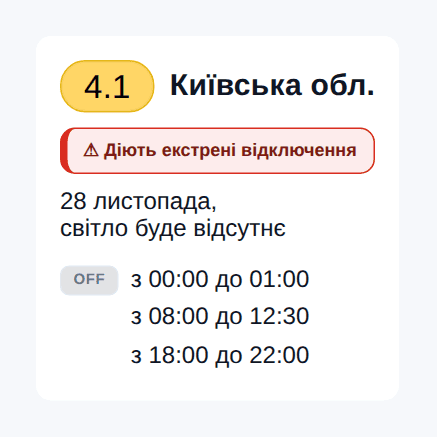 4.1 Київська обл.
⚠ Діють екстрені відключення
28 листопада,
світло буде відсутнє
OFF з 00:00 до 01:00
з 08:00 до 12:30
з 18:00 до 22:00